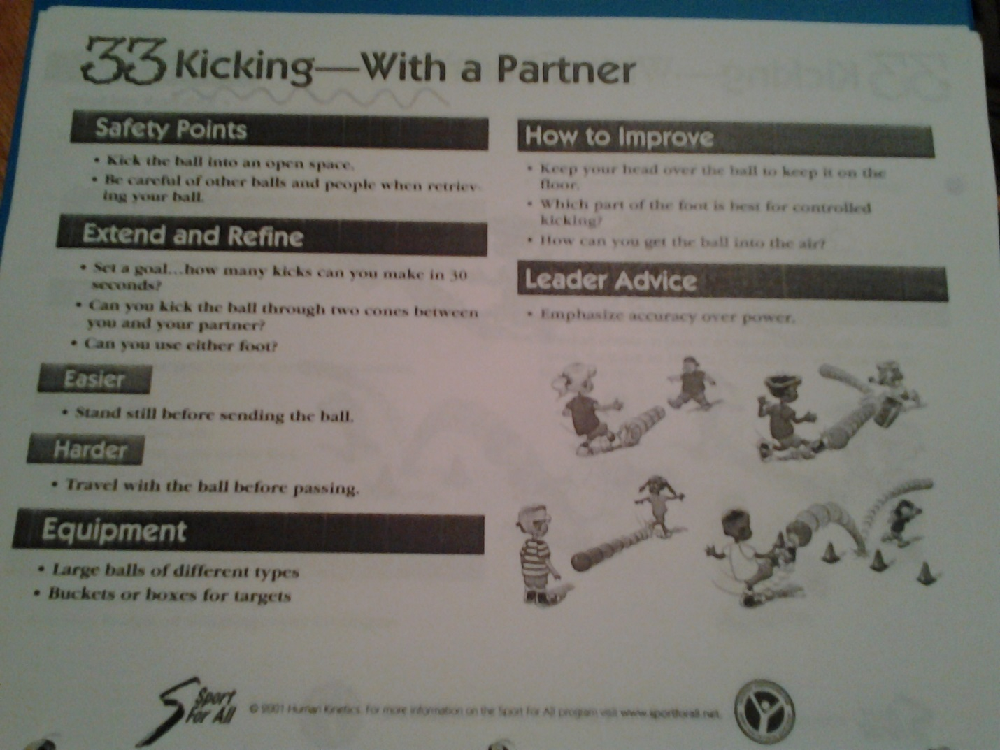 33 Kicking—With a Partner
Safety Points
• Kick the ball into an open space.
• Be careful of other balls and people when retriev-
ing your ball.
Extend and Refine
• Set a goal...how many kicks can you make in 30
seconds?
• Can you kick the ball through two cones between
you and your partner?
• Can you use either foot?
Easier
• Stand still before sending the ball.
Harder
• Travel with the ball before passing.
Equipment
• Large balls of different types
• Buckets or boxes for targets
How to Improve
• Keep your head over the ball to keep it on the
floor.
• Which part of the foot is best for controlled
kicking?
• How can you get the ball into the air?
Leader Advice
• Emphasize accuracy over power.
Sport
For All
© 2001 Human Kinetics. For more information on the Sport For All program visit www.sportforall.net.